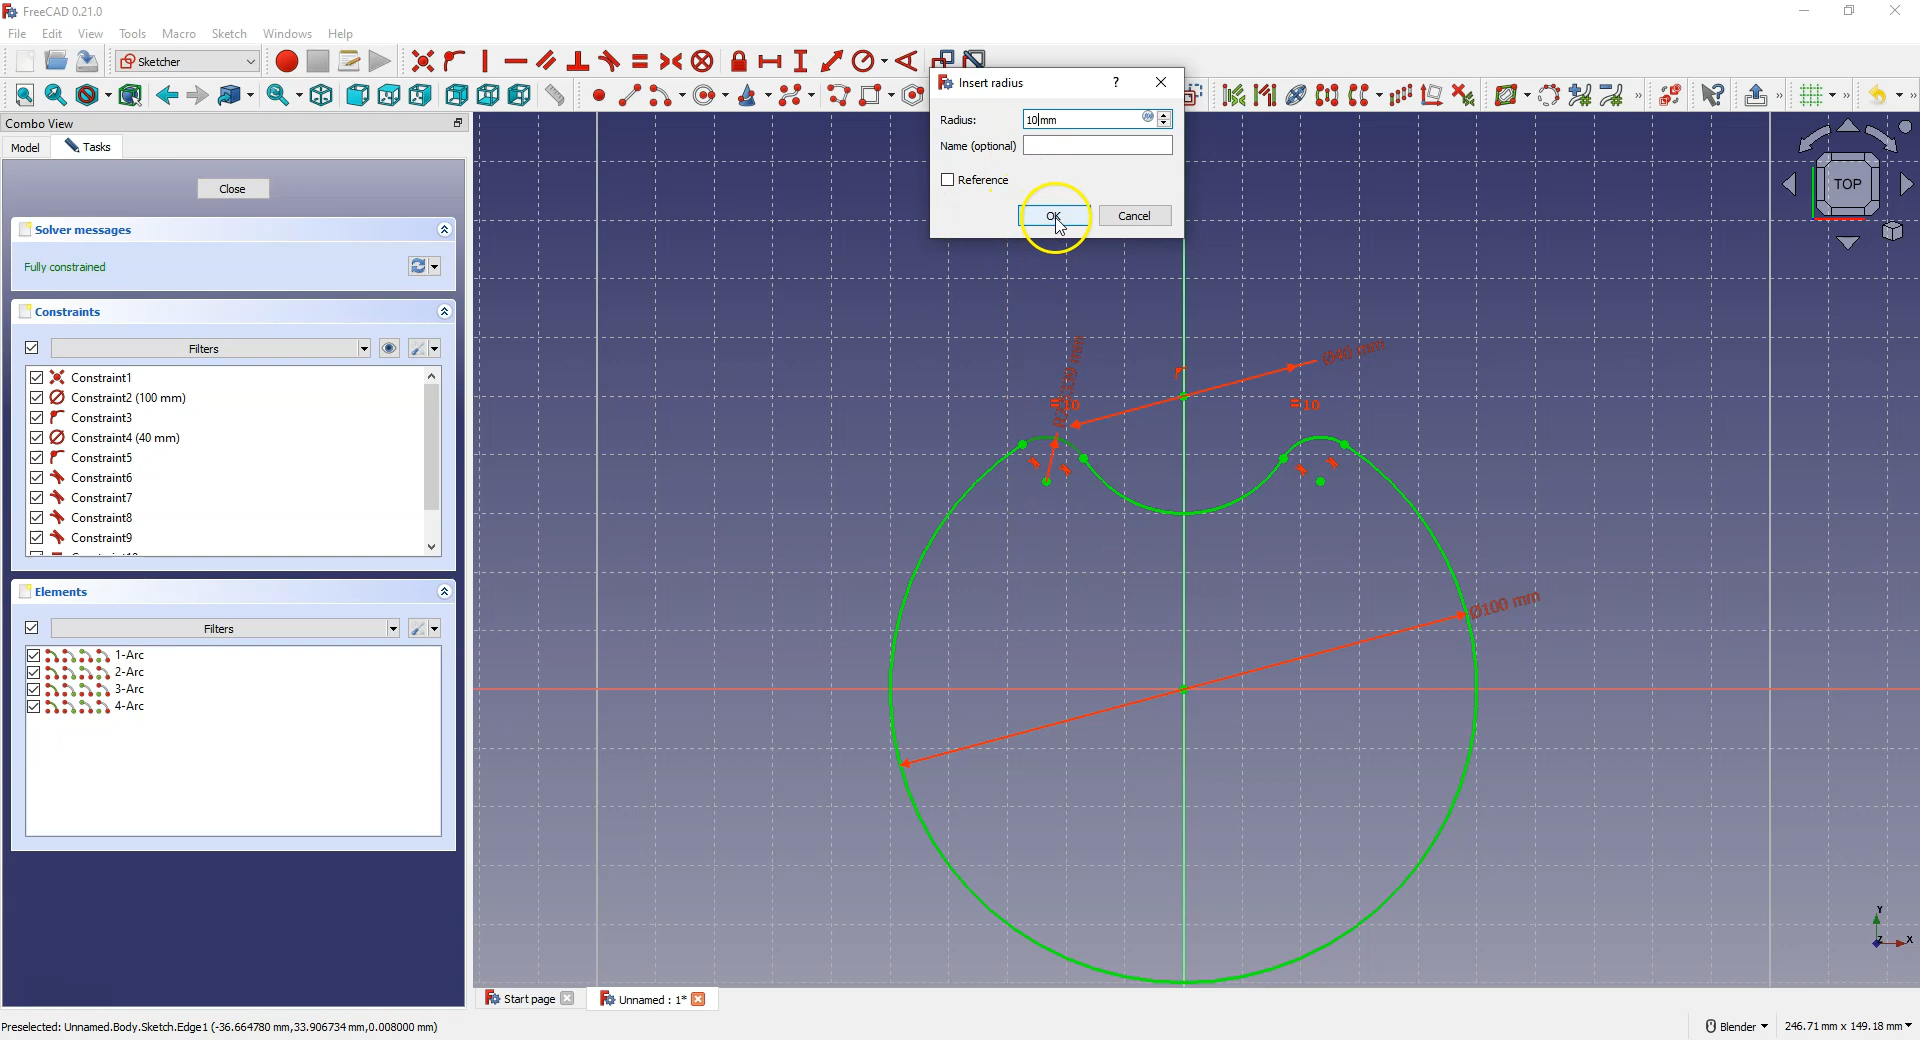 FreeCAD 0.21.0
File Edit View Tools Macro Sketch Windows Help
Sketcher
Combo View
Model Tasks
Close
Solver messages
Fully constrained
Constraints
Filters
Constraint1
Constraint2 (100 mm)
Constraint3
Constraint4 (40 mm)
Constraint5
Constraint6
Constraint7
Constraint8
Constraint9
Elements
Filters
1-Arc
2-Arc
3-Arc
4-Arc
Insert radius
?
Radius: 10 mm
Name (optional)
Reference
OK Cancel
TOP
Ø40 mm
=10
=10
Ø100 mm
Y
Z X
Start page Unnamed : 1*
Preselected: Unnamed.Body.Sketch.Edge1 (-36.664780 mm,33.906734 mm,0.008000 mm)
Blender 246.71 mm x 149.18 mm